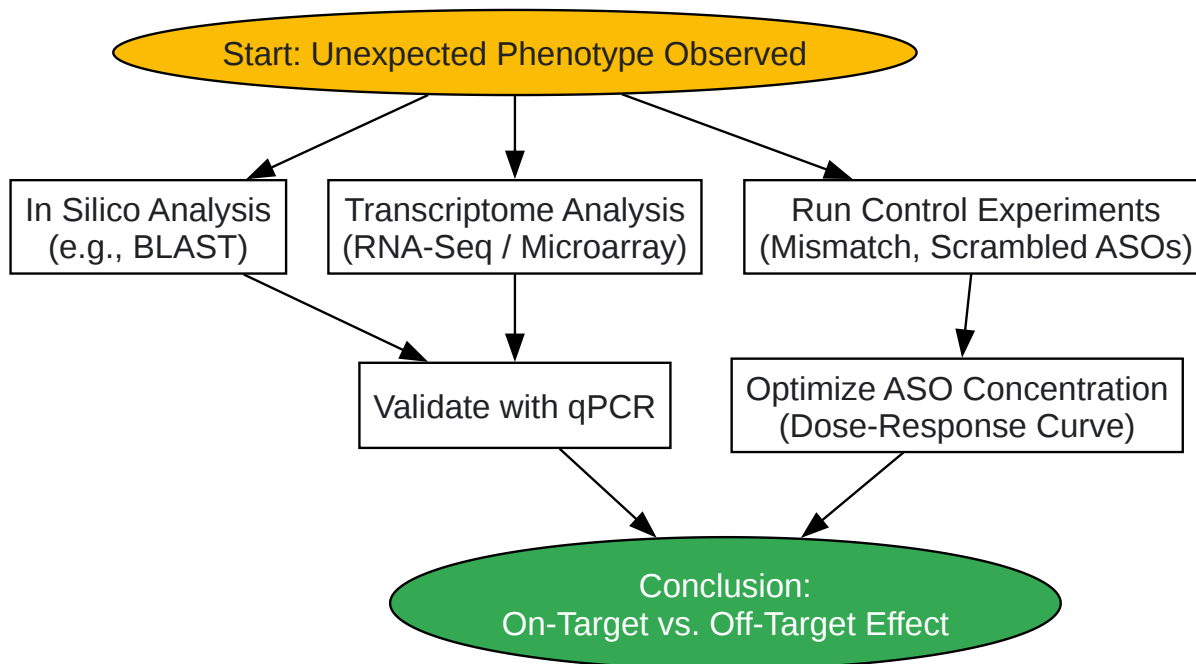 Start: Unexpected Phenotype Observed
In Silico Analysis
(e.g., BLAST)
Transcriptome Analysis
(RNA-Seq / Microarray)
Run Control Experiments
(Mismatch, Scrambled ASOs)
Validate with qPCR
Optimize ASO Concentration
(Dose-Response Curve)
Conclusion:
On-Target vs. Off-Target Effect